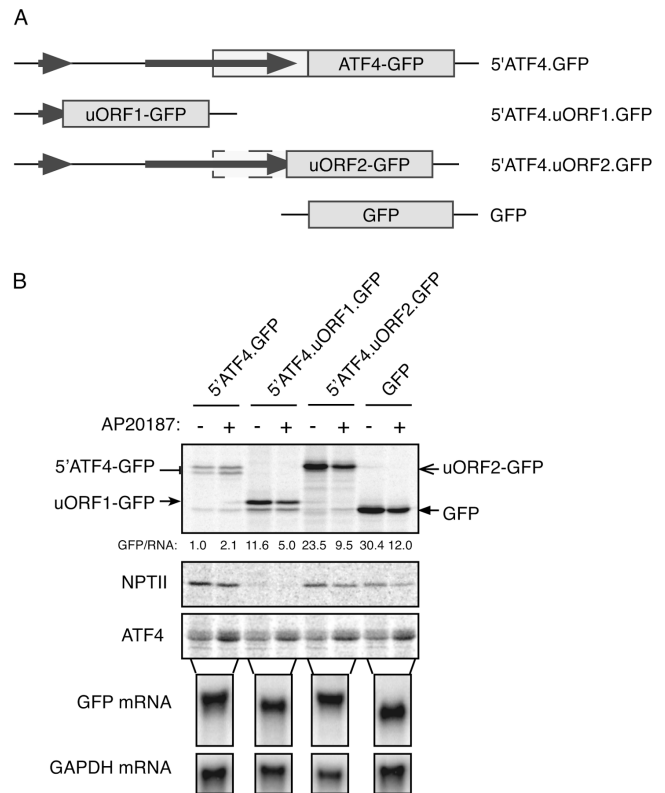 A
ATF4-GFP 5'ATF4.GFP
uORF1-GFP 5'ATF4.uORF1.GFP
uORF2-GFP 5'ATF4.uORF2.GFP
GFP GFP
B
5'ATF4.GFP 5'ATF4.uORF1.GFP 5'ATF4.uORF2.GFP GFP
AP20187: - + - + - + - +
5'ATF4-GFP uORF2-GFP
uORF1-GFP GFP
GFP/RNA: 1.0 2.1 11.6 5.0 23.5 9.5 30.4 12.0
NPTII
ATF4
GFP mRNA
GAPDH mRNA